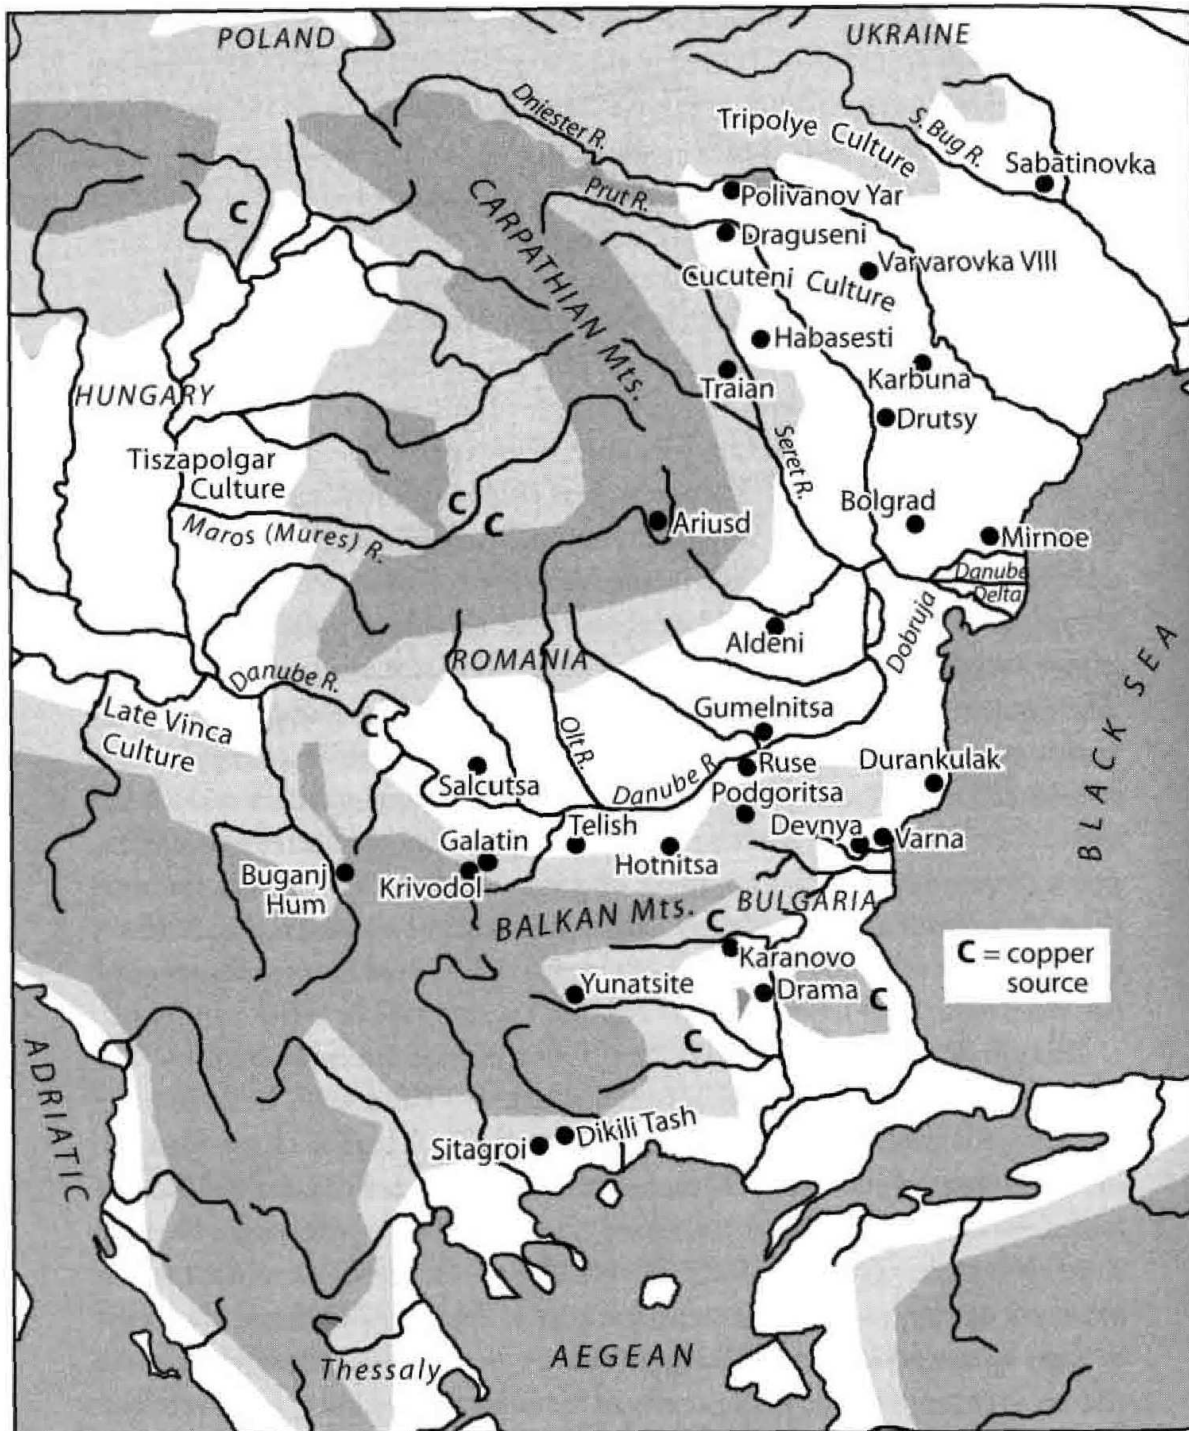 POLAND
UKRAINE
Dniester R.
Tripolye Culture
S. Bug R.
Sabatinovka
C
Prut R.
Polivanov Yar
CARPATHIAN Mts.
Draguseni
Varvarovka VIII
Cucuteni Culture
Habasesti
HUNGARY
Traian
Karbuna
Drutsy
Seret R.
Tiszapolgar
Culture
C
C
Bolgrad
Maros (Mures) R.
Ariusd
Mirnoe
Danube
Delta
Dobruja
Aldeni
ROMANIA
Danube R.
BLACK SEA
Late Vinca
Culture
C
Gumelnitsa
Olt R.
Salcutsa
Danube R.
Ruse
Durankulak
Podgoritsa
Galatin
Telish
Devnya
Varna
Buganj
Hum
Krivodol
Hotnitsa
BALKAN Mts.
BULGARIA
C
Karanovo
C = copper
source
Yunatsite
Drama
C
C
ADRIATIC
Sitagroi
Dikili Tash
Thessaly
AEGEAN